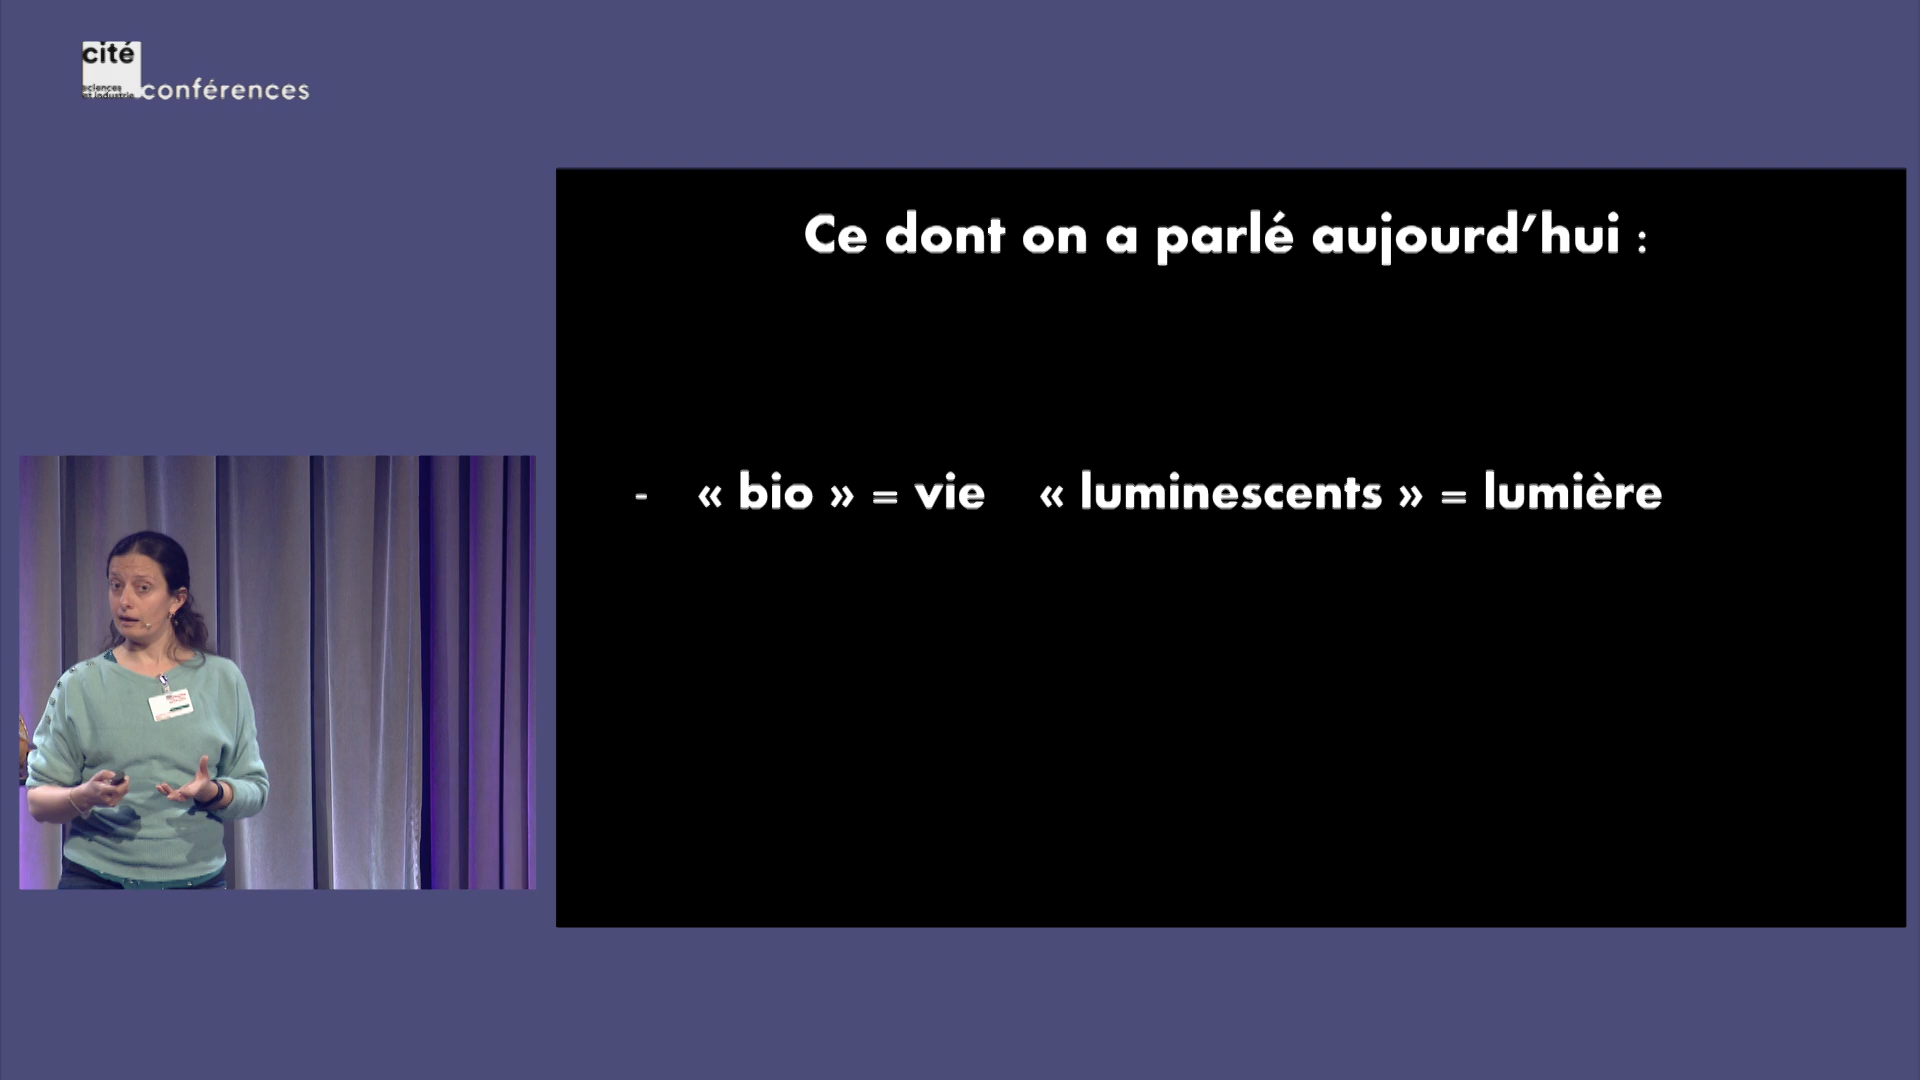 cité
sciences
et industrie
conférences
Ce dont on a parlé aujourd’hui :
- « bio » = vie « luminescents » = lumière